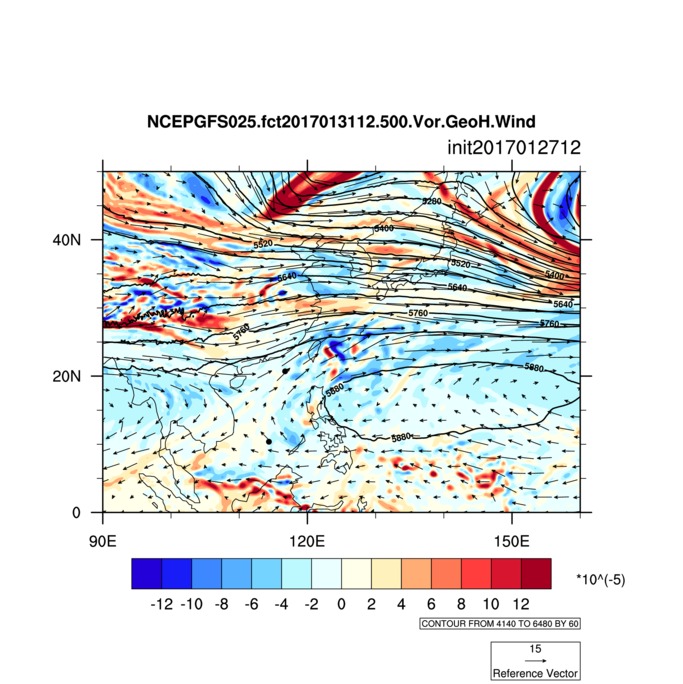 NCEPGFS025.fct2017013112.500.Vor.GeoH.Wind
init2017012712
5280
40N
5400
5520
5520
5400
5640
5640
5640
5760
5760
5760
20N
5880
5880
5880
0
90E 120E 150E
-12 -10 -8 -6 -4 -2 0 2 4 6 8 10 12
*10^(-5)
CONTOUR FROM 4140 TO 6480 BY 60
15
Reference Vector